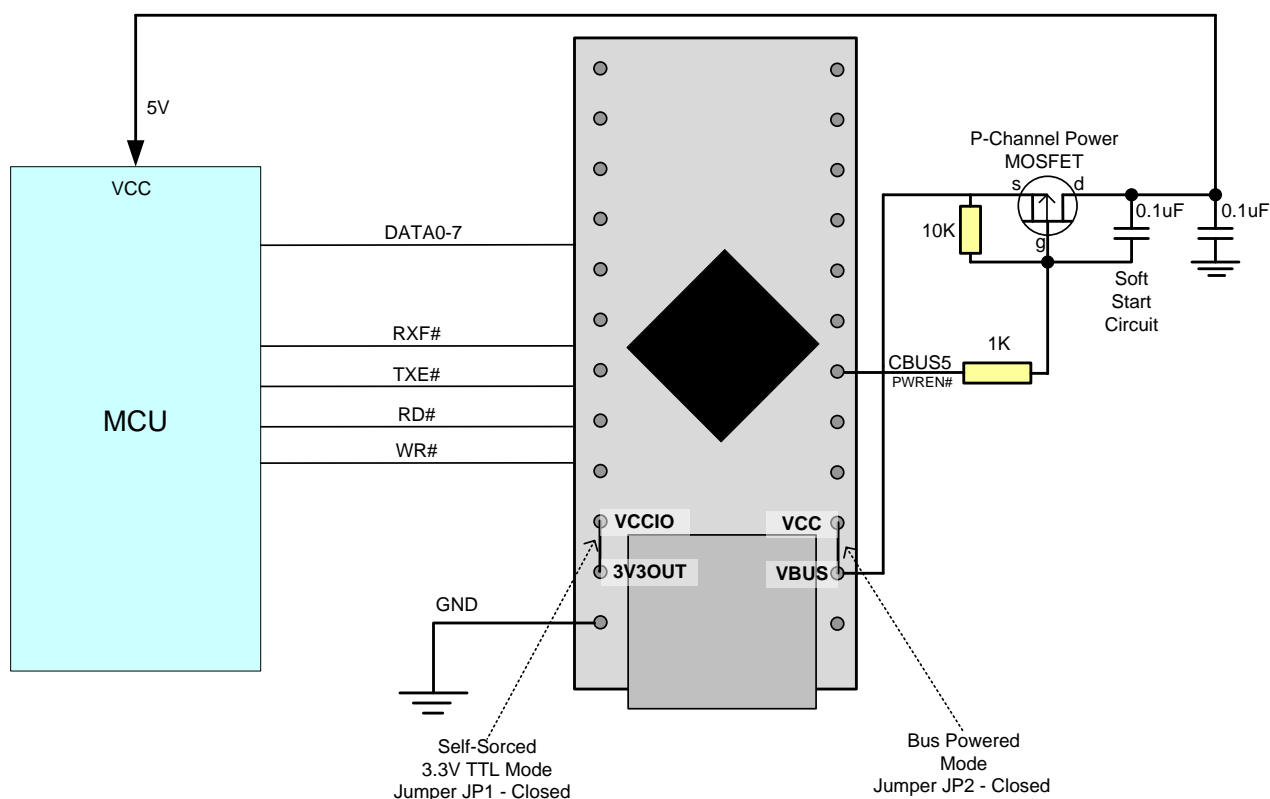 5V
VCC
MCU
DATA0-7
RXF#
TXE#
RD#
WR#
GND
VCCIO
3V3OUT
VCC
VBUS
P-Channel Power
MOSFET
s
d
g
10K
0.1uF
0.1uF
Soft
Start
Circuit
1K
CBUS5
PWREN#
Self-Sorced
3.3V TTL Mode
Jumper JP1 - Closed
Bus Powered
Mode
Jumper JP2 - Closed